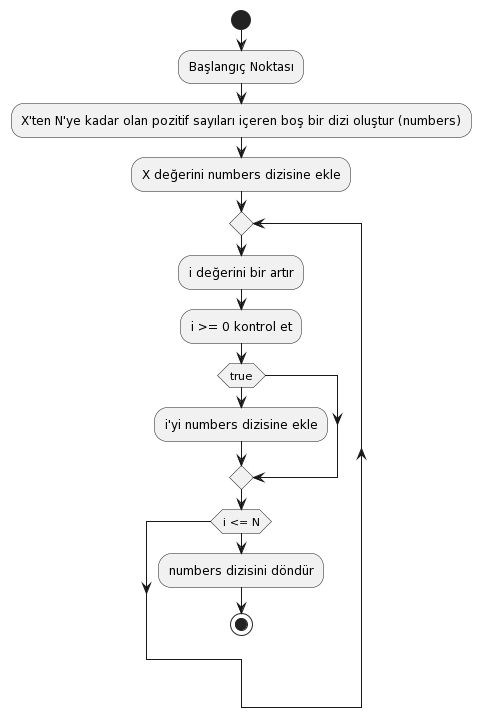 Başlangıç Noktası
X'ten N'ye kadar olan pozitif sayıları içeren boş bir dizi oluştur (numbers)
X değerini numbers dizisine ekle
i değerini bir artır
i >= 0 kontrol et
true
i'yi numbers dizisine ekle
i <= N
numbers dizisini döndür